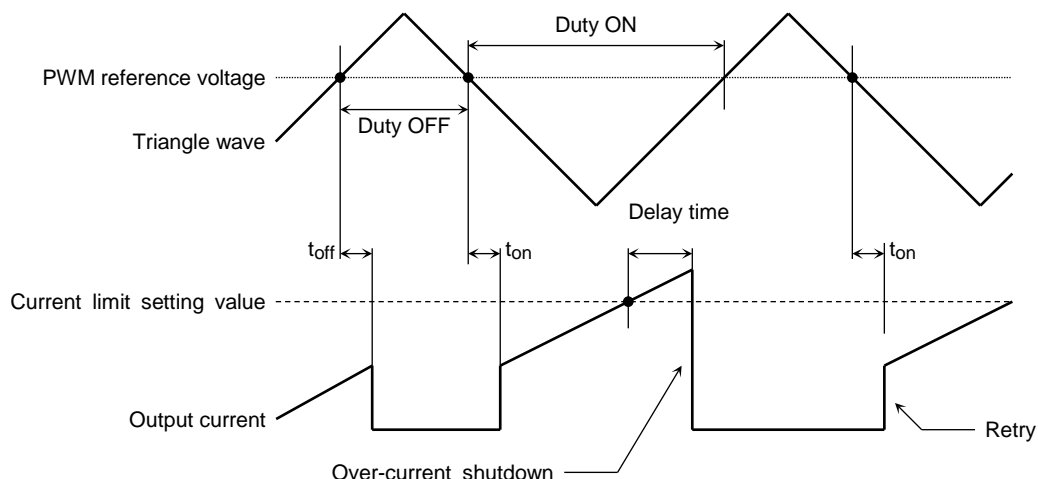 Duty ON
PWM reference voltage
Duty OFF
Triangle wave
Delay time
toff
ton
ton
Current limit setting value
Output current
Retry
Over-current shutdown